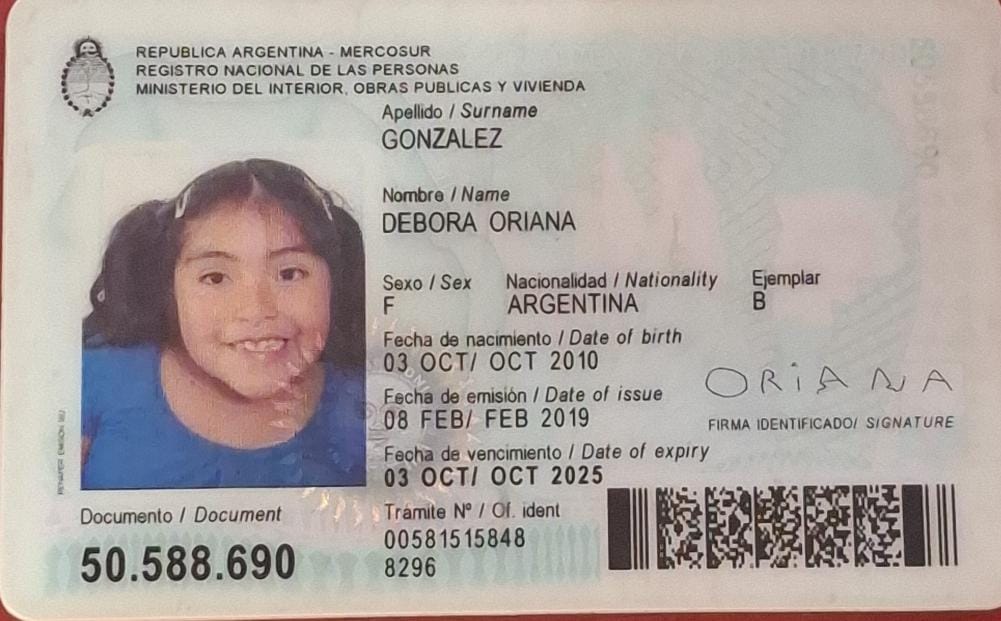 REPUBLICA ARGENTINA - MERCOSUR
REGISTRO NACIONAL DE LAS PERSONAS
MINISTERIO DEL INTERIOR, OBRAS PUBLICAS Y VIVIENDA
Apellido / Surname
GONZALEZ
Nombre / Name
DEBORA ORIANA
Sexo / Sex Nacionalidad / Nationality Ejemplar
F ARGENTINA B
Fecha de nacimiento / Date of birth
03 OCT/ OCT 2010
Fecha de emisión / Date of issue
08 FEB/ FEB 2019
ORiANA
FIRMA IDENTIFICADO/ SIGNATURE
Fecha de vencimiento / Date of expiry
03 OCT/ OCT 2025
Documento / Document
50.588.690
Trámite Nº / Of. ident
00581515848
8296